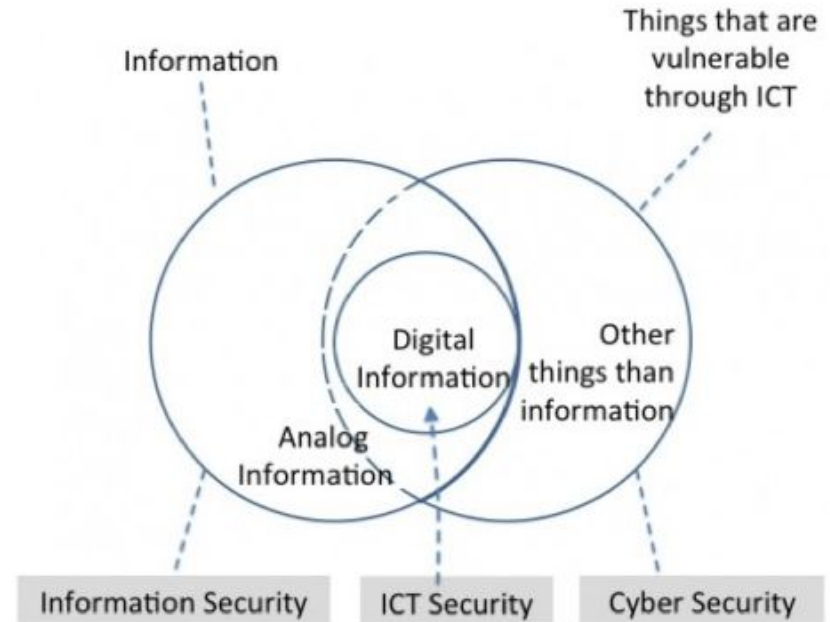 Information
Things that are
vulnerable
through ICT
Digital
Information
Other
things than
information
Analog
Information
Information Security
ICT Security
Cyber Security